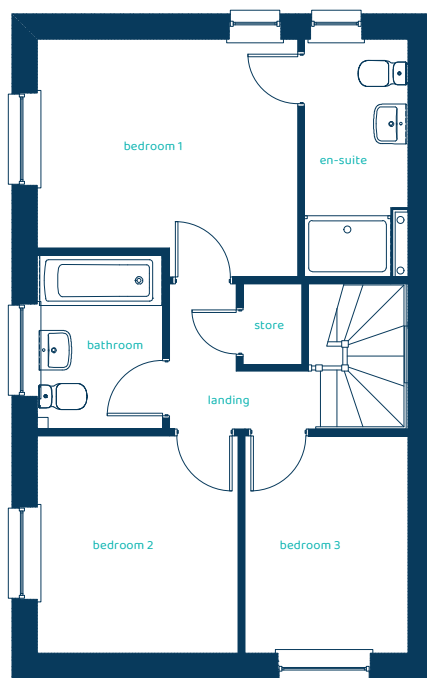 bedroom 1
en-suite
store
bathroom
landing
bedroom 2
bedroom 3